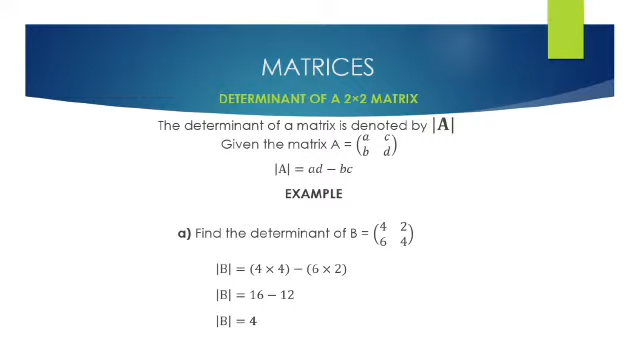 MATRICES
DETERMINANT OF A 2×2 MATRIX
The determinant of a matrix is denoted by |A|
Given the matrix A = (a c
b d)
|A| = ad − bc
EXAMPLE
a) Find the determinant of B = (4 2
6 4)
|B| = (4 × 4) − (6 × 2)
|B| = 16 − 12
|B| = 4